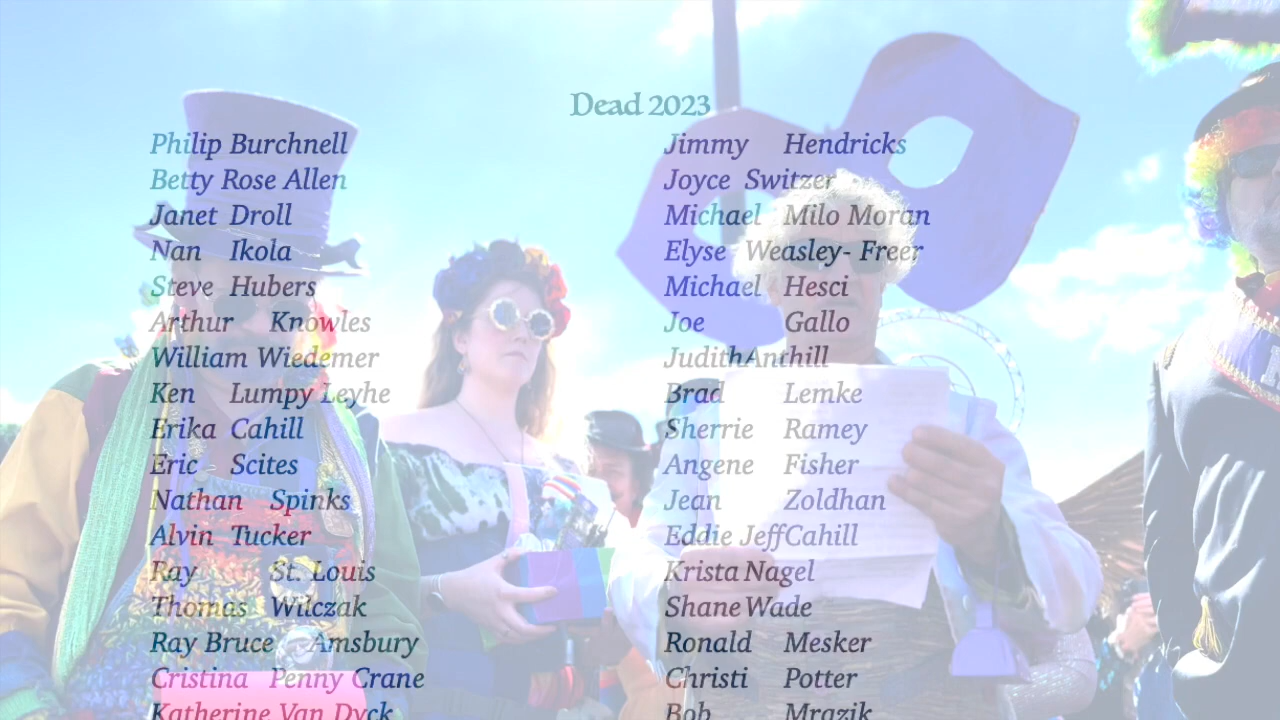 Dead 2023
Philip Burchnell
Betty Rose Allen
Janet Droll
Nan Ikola
Steve Hubers
Arthur Knowles
William Wiedemer
Ken Lumpy Leyhe
Erika Cahill
Eric Scites
Nathan Spinks
Alvin Tucker
Ray St. Louis
Thomas Wilczak
Ray Bruce Amsbury
Cristina Penny Crane
Katherine Van Dyck
Jimmy Hendricks
Joyce Switzer
Michael Milo Moran
Elyse Weasley- Freer
Michael Hesci
Joe Gallo
JudithAnthill
Brad Lemke
Sherrie Ramey
Angene Fisher
Jean Zoldhan
Eddie JeffCahill
Krista Nagel
Shane Wade
Ronald Mesker
Christi Potter
Bob Mrazik